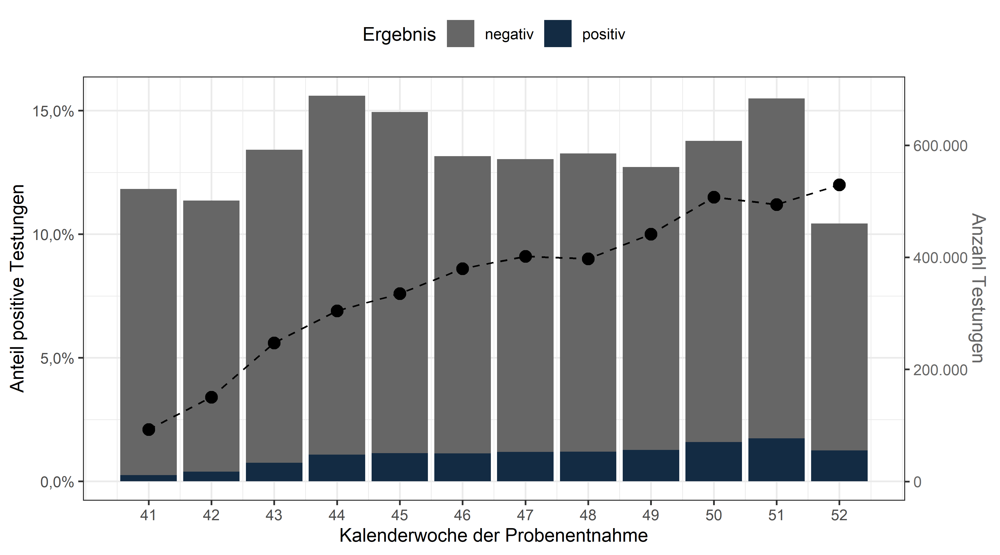 Ergebnis negativ positiv
Anteil positive Testungen
15,0%
10,0%
5,0%
0,0%
600.000
400.000
200.000
0
Anzahl Testungen
41 42 43 44 45 46 47 48 49 50 51 52
Kalenderwoche der Probenentnahme